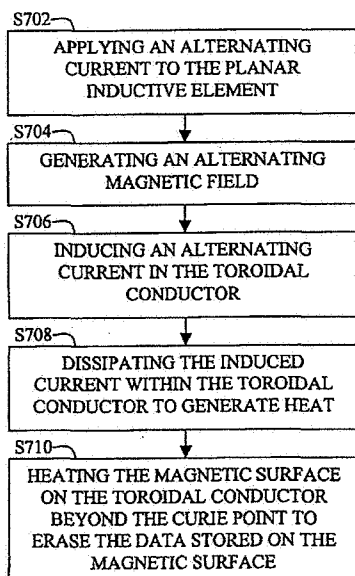 S702
APPLYING AN ALTERNATING
CURRENT TO THE PLANAR
INDUCTIVE ELEMENT
S704
GENERATING AN ALTERNATING
MAGNETIC FIELD
S706
INDUCING AN ALTERNATING
CURRENT IN THE TOROIDAL
CONDUCTOR
S708
DISSIPATING THE INDUCED
CURRENT WITHIN THE TOROIDAL
CONDUCTOR TO GENERATE HEAT
S710
HEATING THE MAGNETIC SURFACE
ON THE TOROIDAL CONDUCTOR
BEYOND THE CURIE POINT TO
ERASE THE DATA STORED ON THE
MAGNETIC SURFACE